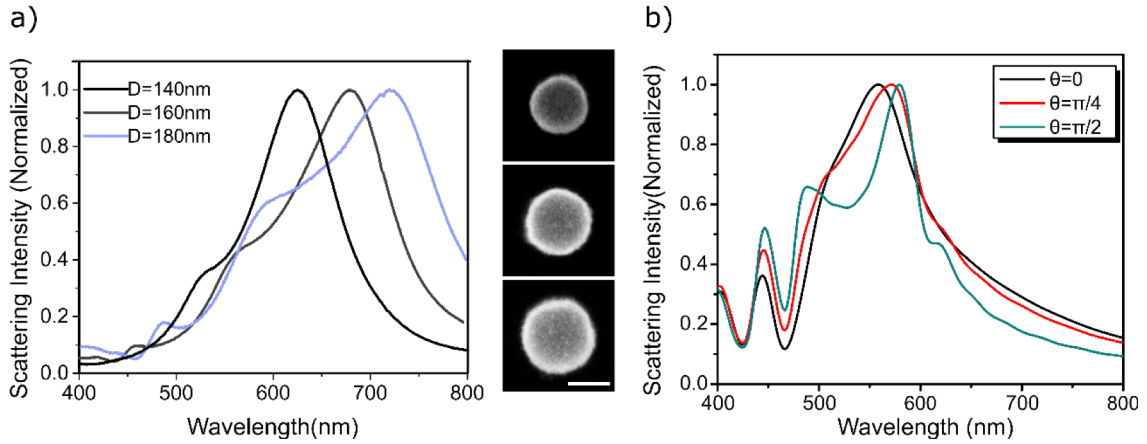 a)
Scattering Intensity (Normalized)
1.0
0.8
0.6
0.4
0.2
0.0
D=140nm
D=160nm
D=180nm
400
500
600
700
800
Wavelength(nm)
b)
Scattering Intensity(Normalized)
1.0
0.8
0.6
0.4
0.2
0.0
θ=0
θ=π/4
θ=π/2
400
500
600
700
800
Wavelength (nm)